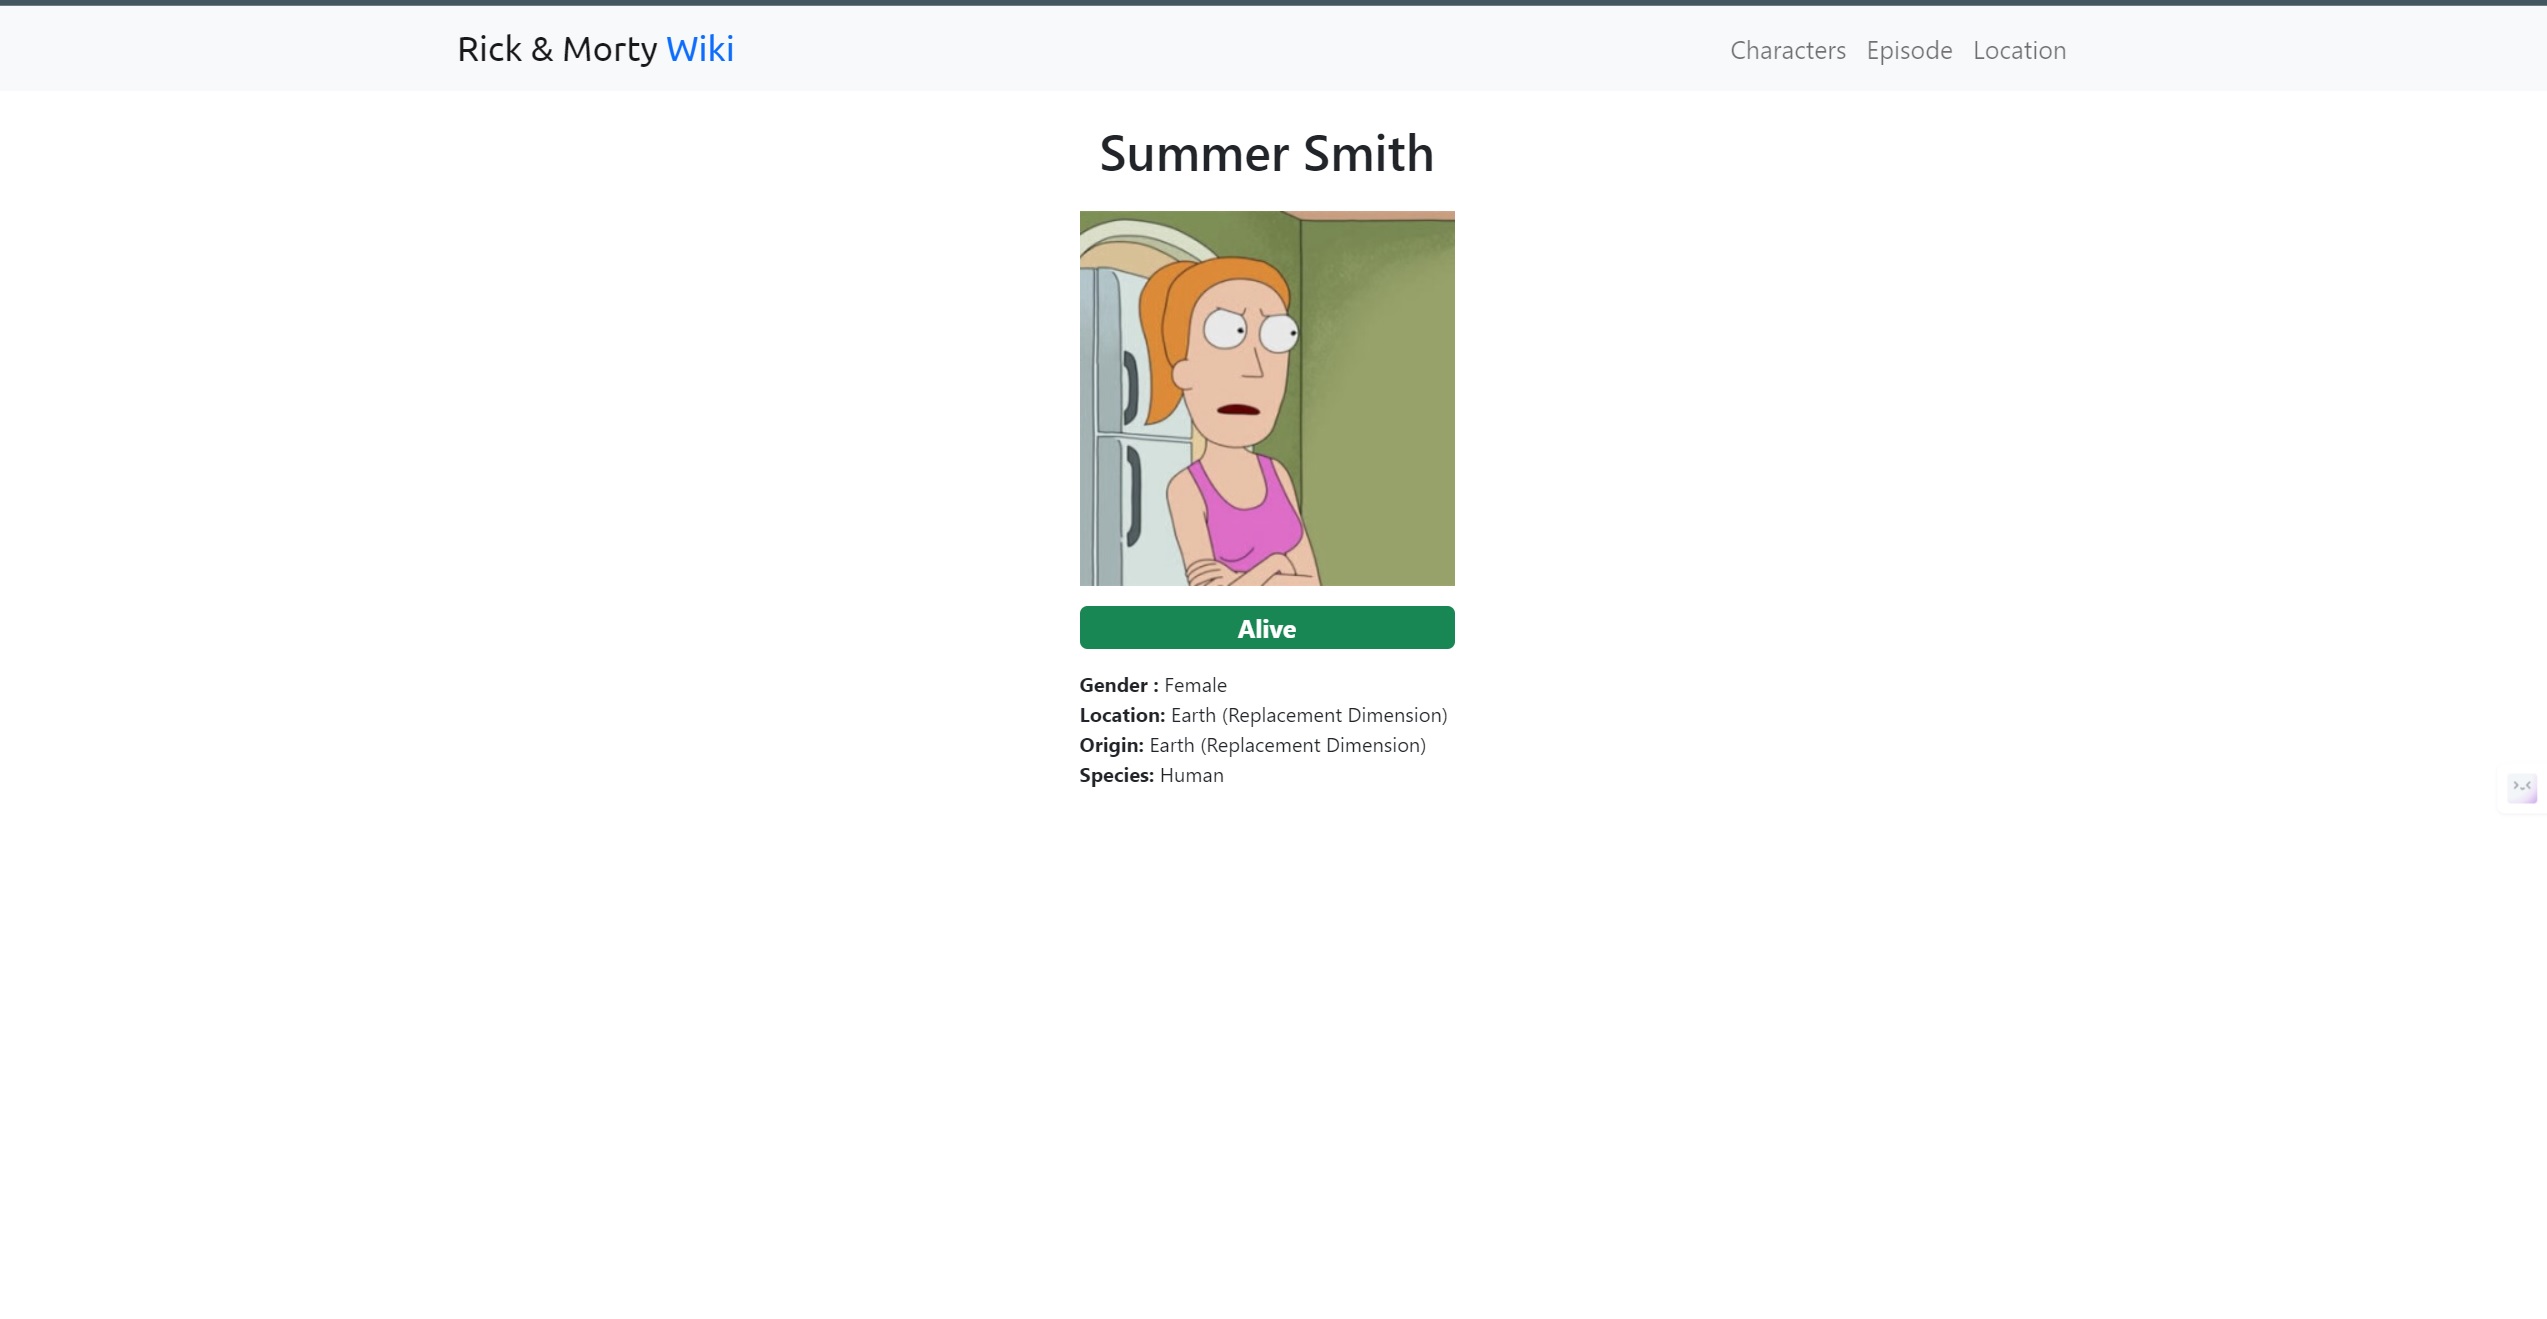 Rick & Morty Wiki
Characters Episode Location
Summer Smith
Alive
Gender : Female
Location: Earth (Replacement Dimension)
Origin: Earth (Replacement Dimension)
Species: Human